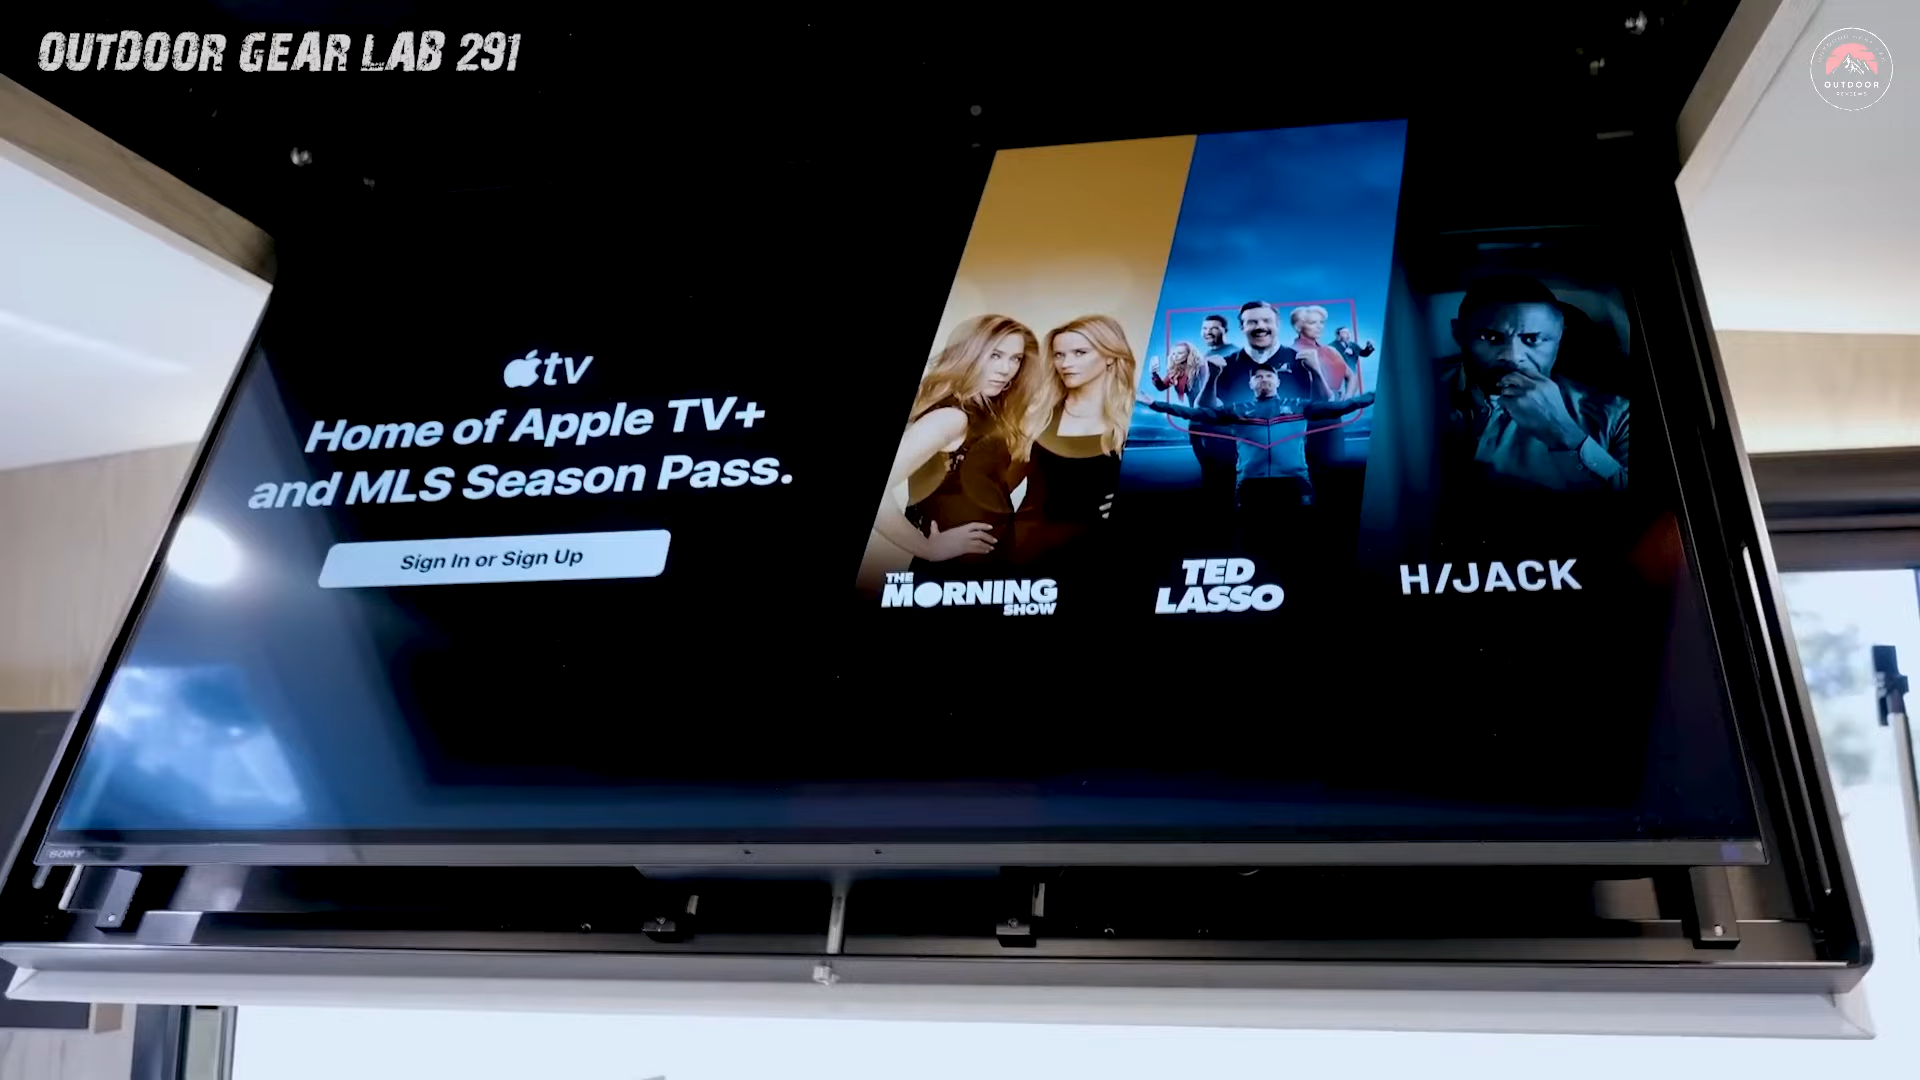 OUTDOOR GEAR LAB 291
OUTDOOR
REVIEWS
tv
Home of Apple TV+
and MLS Season Pass.
Sign In or Sign Up
THE
MORNING
SHOW
TED
LASSO
H/JACK
SONY